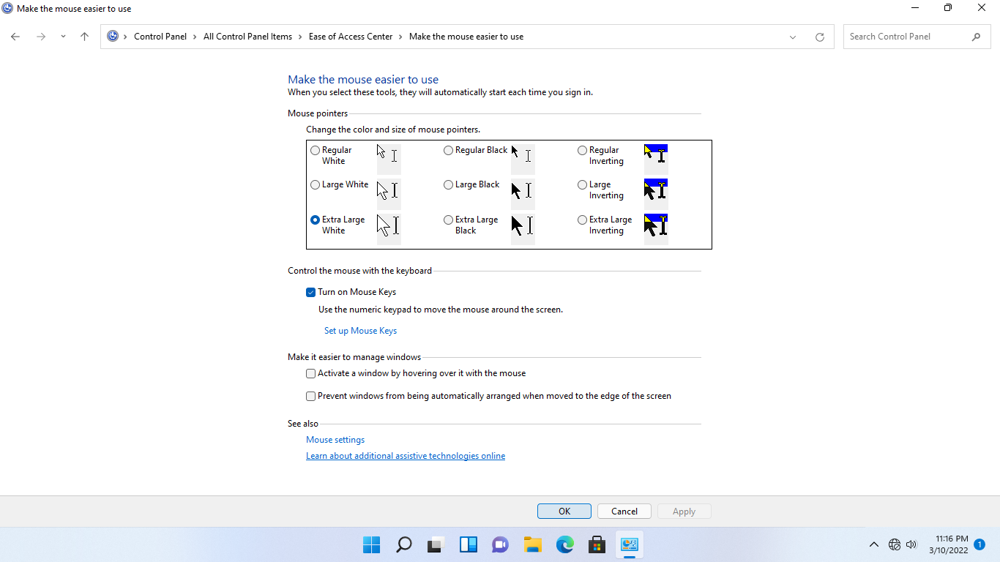 Make the mouse easier to use
Control Panel > All Control Panel Items > Ease of Access Center > Make the mouse easier to use
Search Control Panel
Make the mouse easier to use
When you select these tools, they will automatically start each time you sign in.
Mouse pointers
Change the color and size of mouse pointers.
Regular White
Regular Black
Regular Inverting
Large White
Large Black
Large Inverting
Extra Large White
Extra Large Black
Extra Large Inverting
Control the mouse with the keyboard
Turn on Mouse Keys
Use the numeric keypad to move the mouse around the screen.
Set up Mouse Keys
Make it easier to manage windows
Activate a window by hovering over it with the mouse
Prevent windows from being automatically arranged when moved to the edge of the screen
See also
Mouse settings
Learn about additional assistive technologies online
OK
Cancel
Apply
11:16 PM
3/10/2022
1